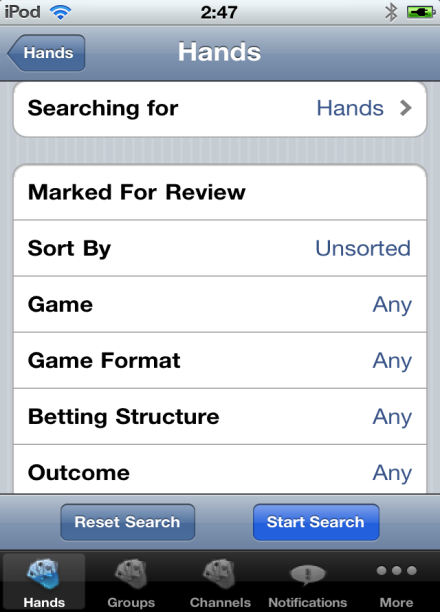 iPod 2:47
Hands Hands
Searching for Hands
Marked For Review
Sort By Unsorted
Game Any
Game Format Any
Betting Structure Any
Outcome Any
Reset Search Start Search
Hands Groups Channels Notifications More